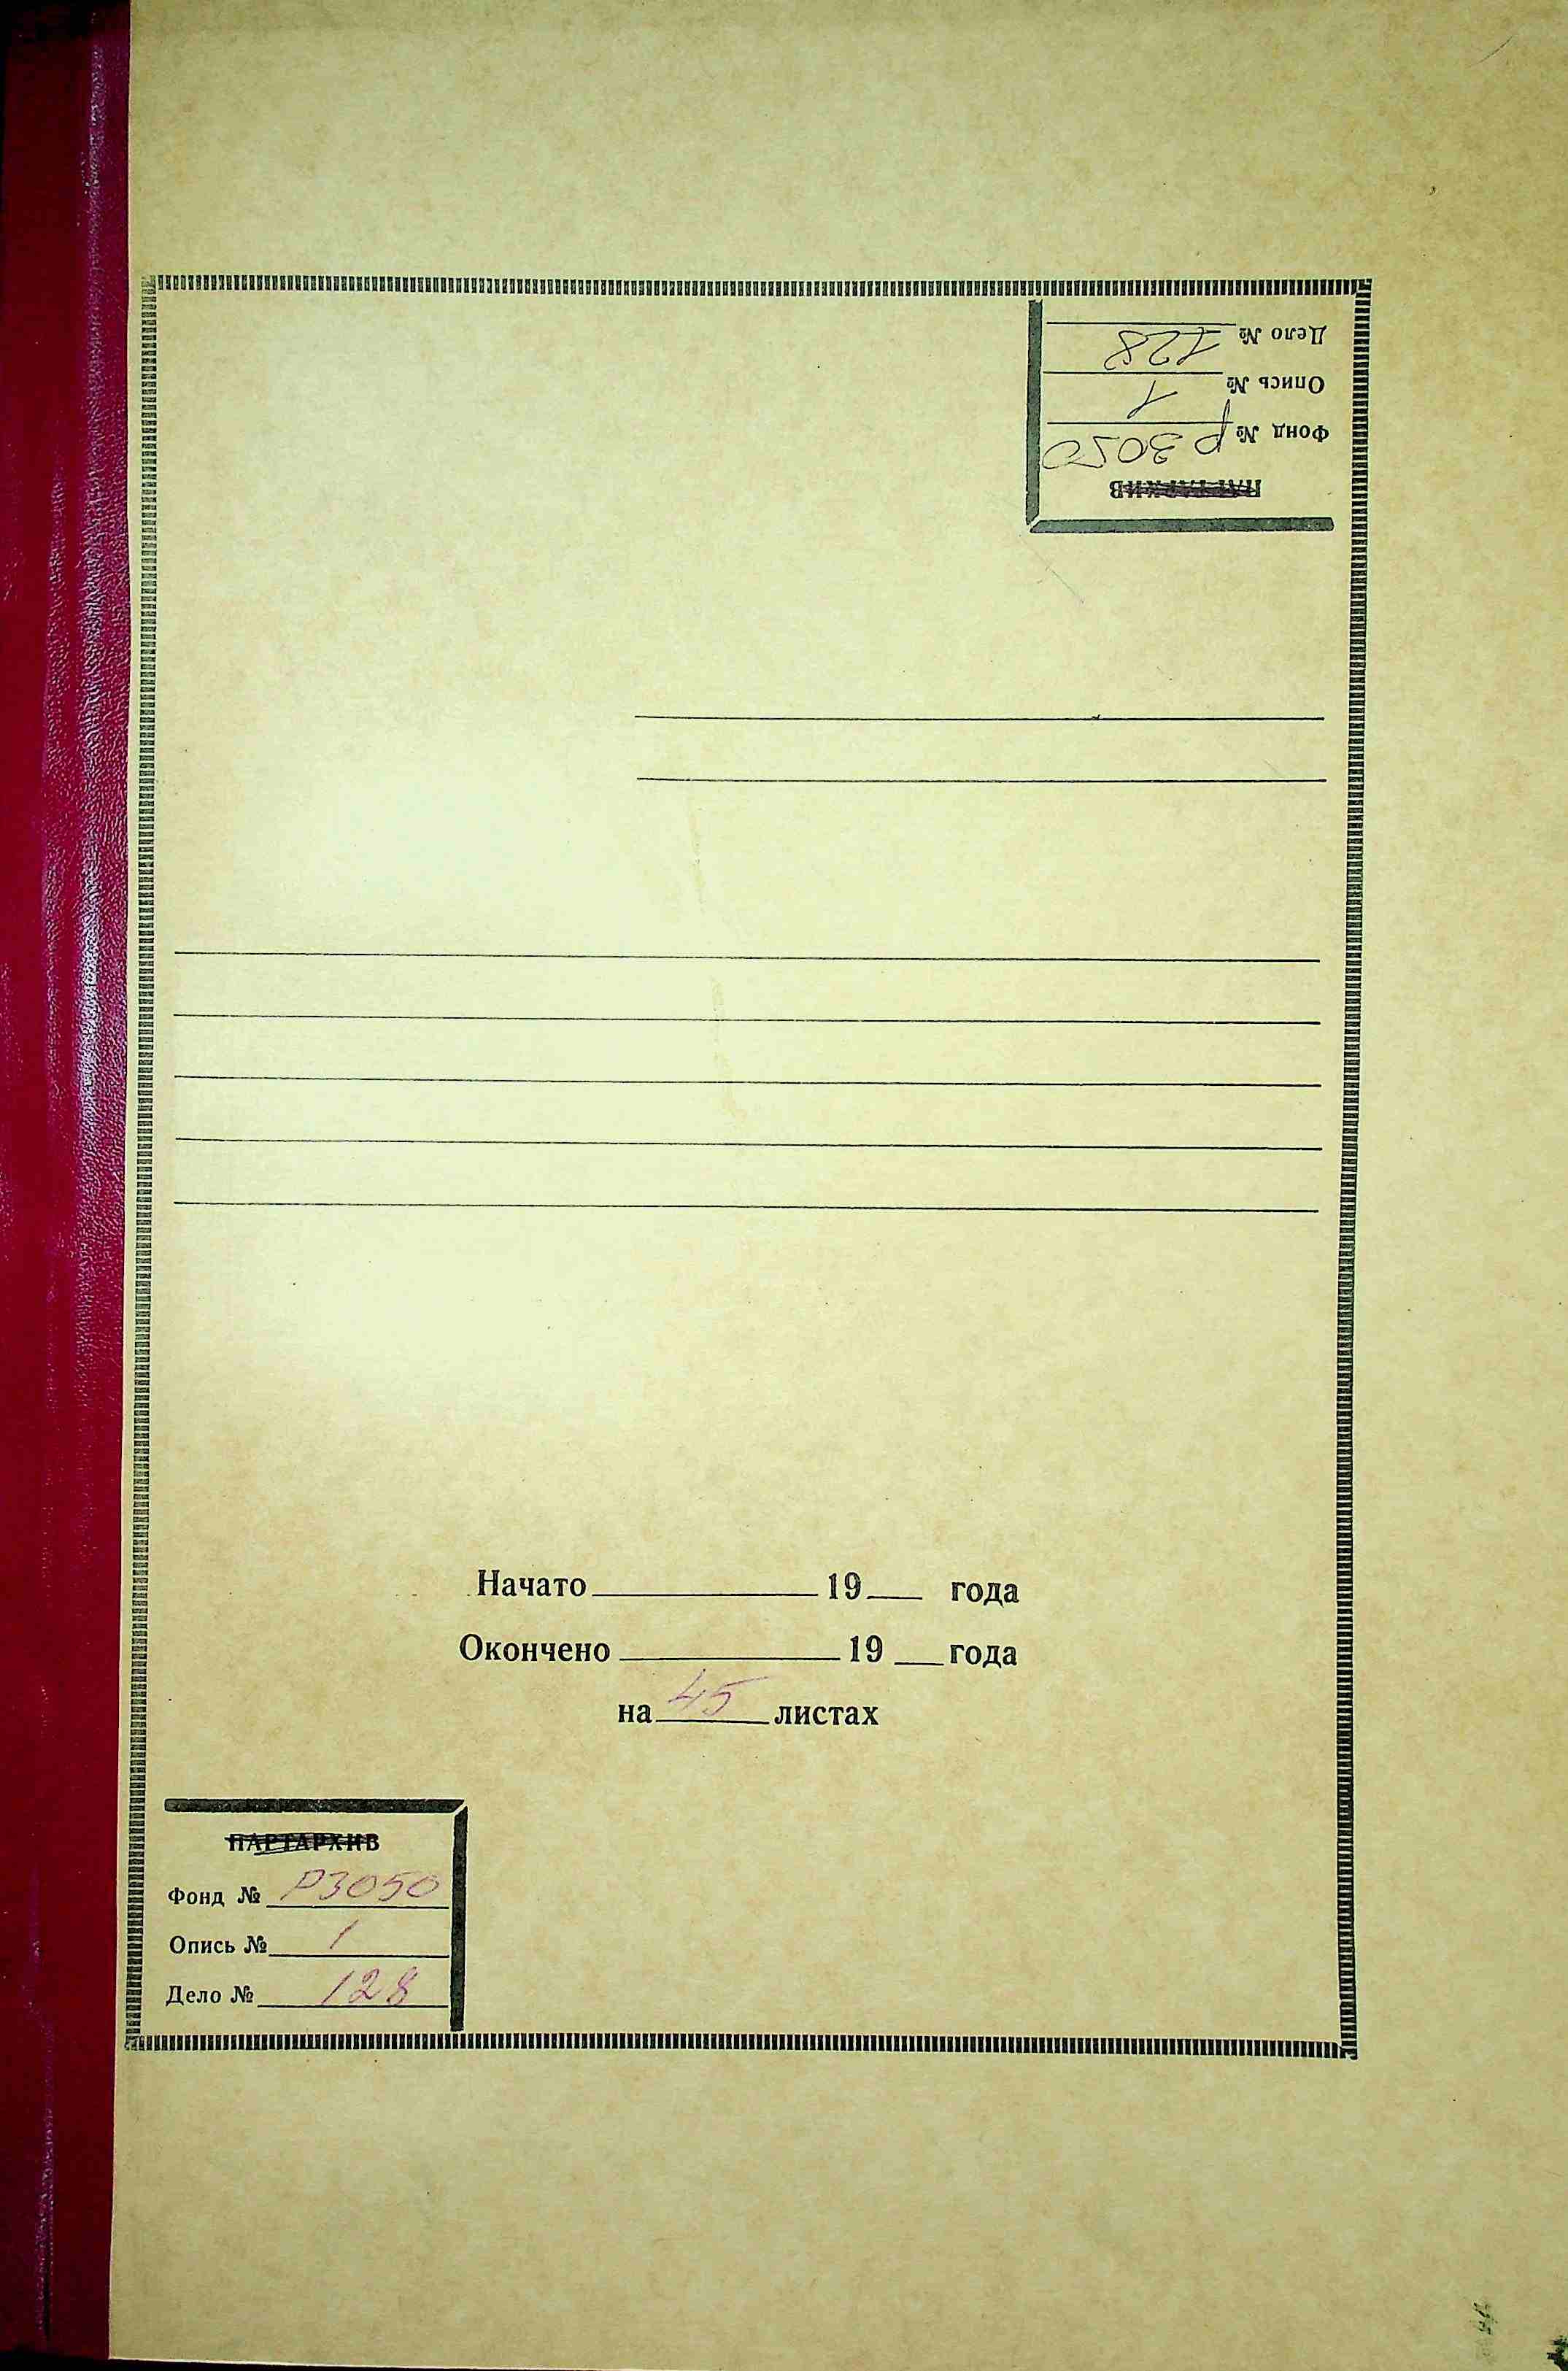 Дело № 128
Опись № 1
Фонд № Р3050
ПАРТАРХИВ
Начато 19 года
Окончено 19 года
на 45 листах
ПАРТАРХИВ
Фонд № Р3050
Опись № 1
Дело № 128